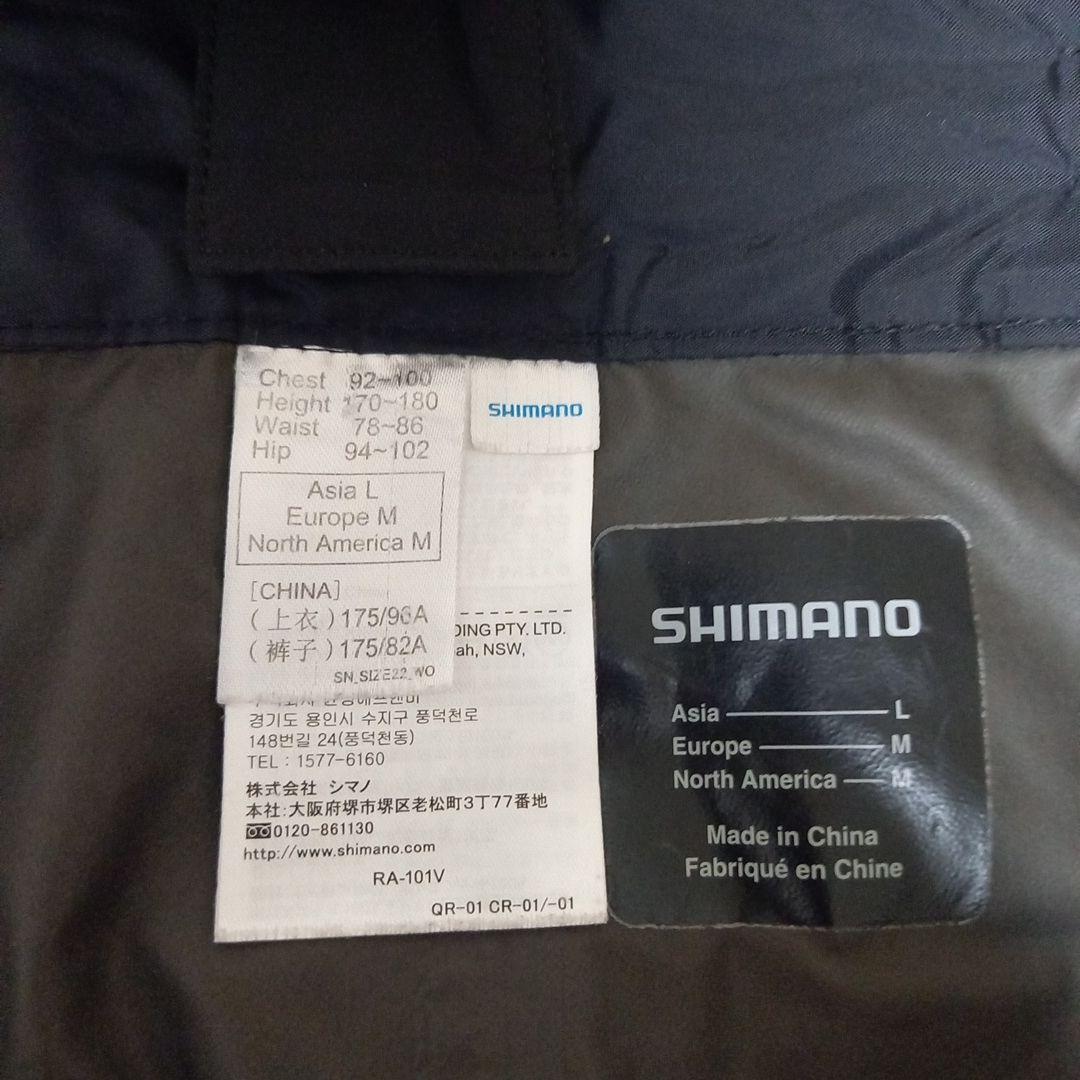 Chest 92~100
Height 170~180
Waist 78~86
Hip 94~102
Asia L
Europe M
North America M
[CHINA]
(上衣)175/96A
(裤子)175/82A
SN_SIZE22_WO
SHIMANO
DING PTY. LTD.
ah, NSW,
경기도 용인시 수지구 풍덕천로
148번길 24(풍덕천동)
TEL : 1577-6160
株式会社 シマノ
本社:大阪府堺市堺区老松町3丁77番地
0120-861130
http://www.shimano.com
RA-101V
QR-01 CR-01/-01
SHIMANO
Asia L
Europe M
North America M
Made in China
Fabriqué en Chine